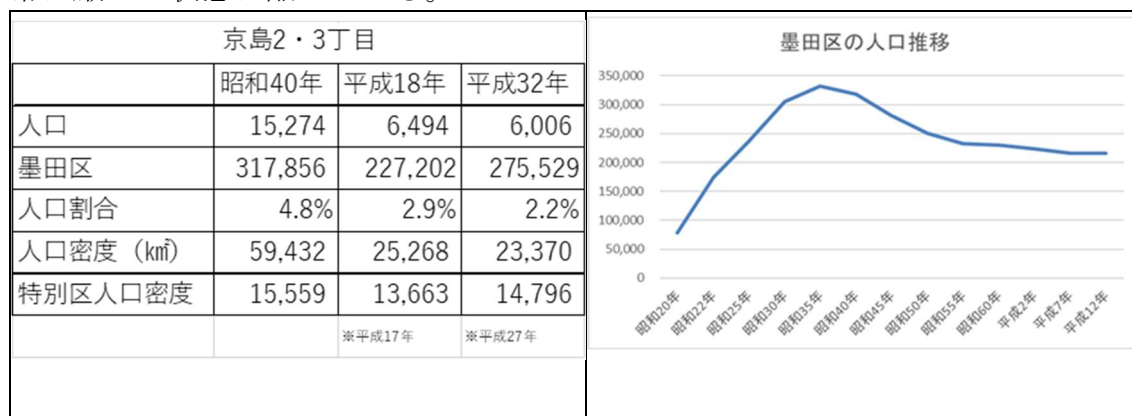 京島2・3丁目
昭和40年 平成18年 平成32年
人口 15,274 6,494 6,006
墨田区 317,856 227,202 275,529
人口割合 4.8% 2.9% 2.2%
人口密度（㎢） 59,432 25,268 23,370
特別区人口密度 15,559 13,663 14,796
※平成17年 ※平成27年
墨田区の人口推移
350,000
300,000
250,000
200,000
150,000
100,000
50,000
0
昭和20年 昭和22年 昭和25年 昭和30年 昭和35年 昭和40年 昭和45年 昭和50年 昭和55年 昭和60年 平成2年 平成7年 平成12年